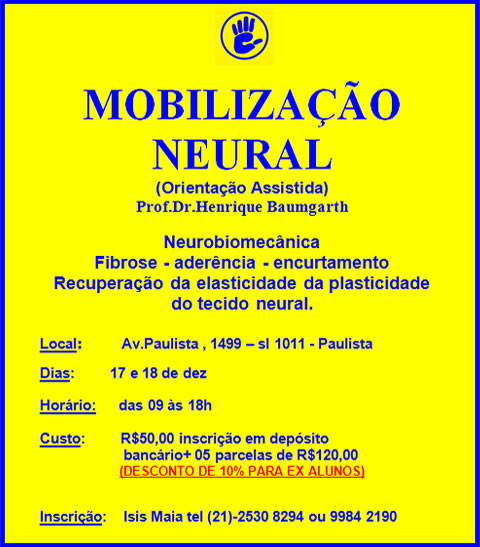 MOBILIZAÇÃO
NEURAL
(Orientação Assistida)
Prof.Dr.Henrique Baumgarth
Neurobiomecânica
Fibrose - aderência - encurtamento
Recuperação da elasticidade da plasticidade
do tecido neural.
Local: Av.Paulista , 1499 – sl 1011 - Paulista
Dias: 17 e 18 de dez
Horário: das 09 às 18h
Custo: R$50,00 inscrição em depósito
bancário+ 05 parcelas de R$120,00
(DESCONTO DE 10% PARA EX ALUNOS)
Inscrição: Isis Maia tel (21)-2530 8294 ou 9984 2190